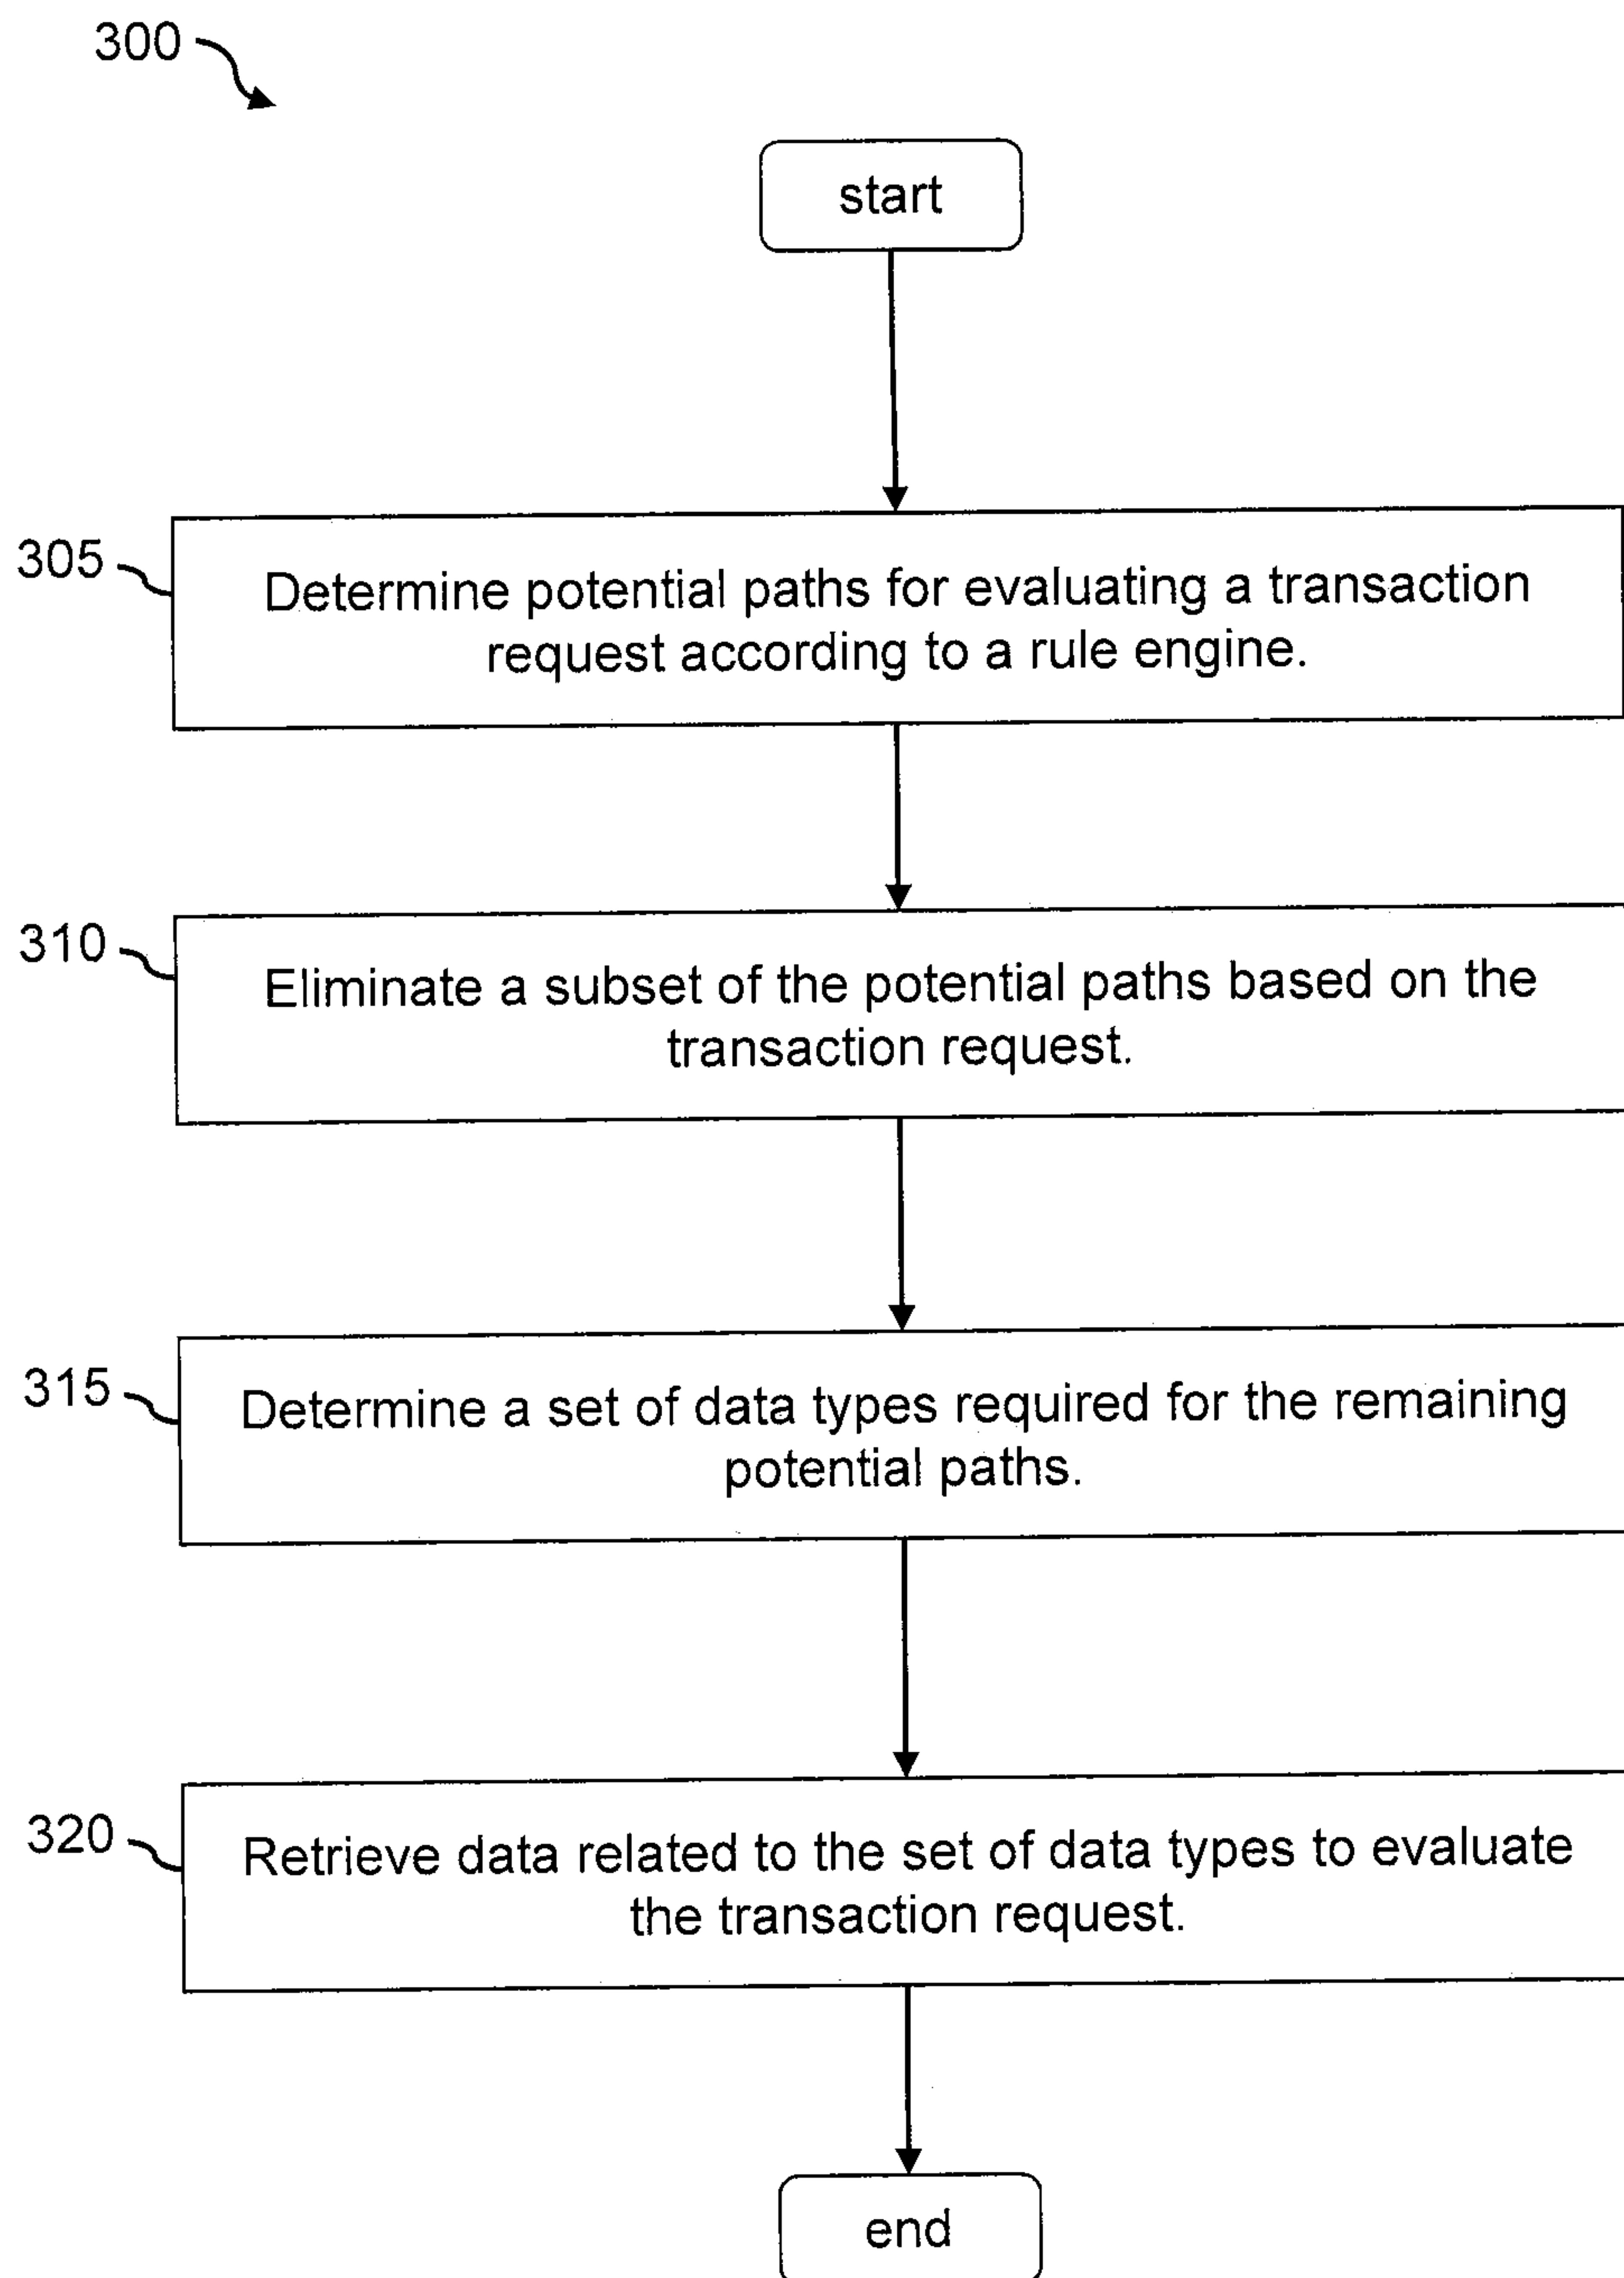 300
start
305
Determine potential paths for evaluating a transaction
request according to a rule engine.
310
Eliminate a subset of the potential paths based on the
transaction request.
315
Determine a set of data types required for the remaining
potential paths.
320
Retrieve data related to the set of data types to evaluate
the transaction request.
end